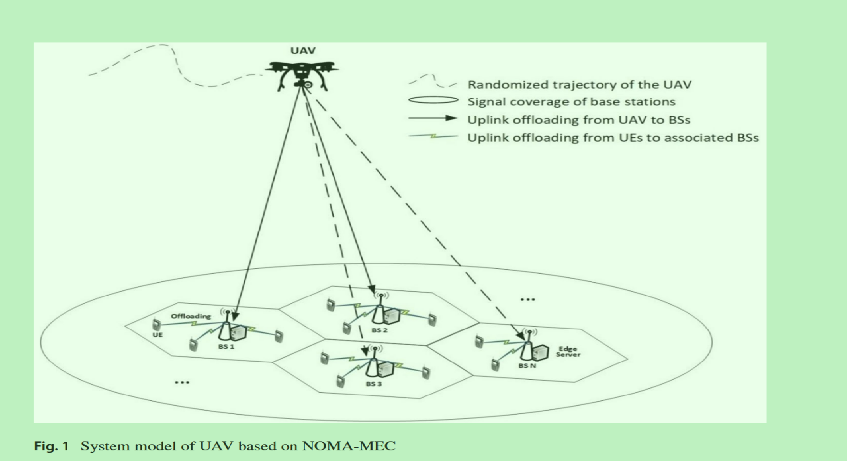 UAV
Randomized trajectory of the UAV
Signal coverage of base stations
Uplink offloading from UAV to BSs
Uplink offloading from UEs to associated BSs
...
Offloading
UE
BS 1
BS 2
BS 3
Edge
Server
BS N
...
Fig. 1 System model of UAV based on NOMA-MEC